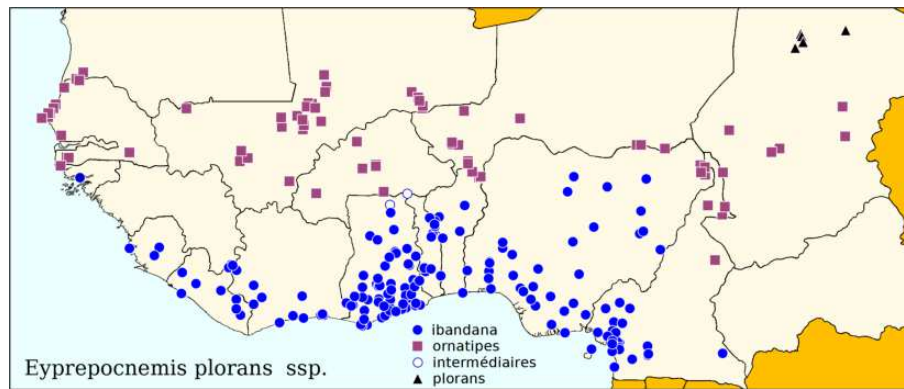 ibandana
ornatipes
intermédiaires
plorans
Eyprepocnemis plorans ssp.